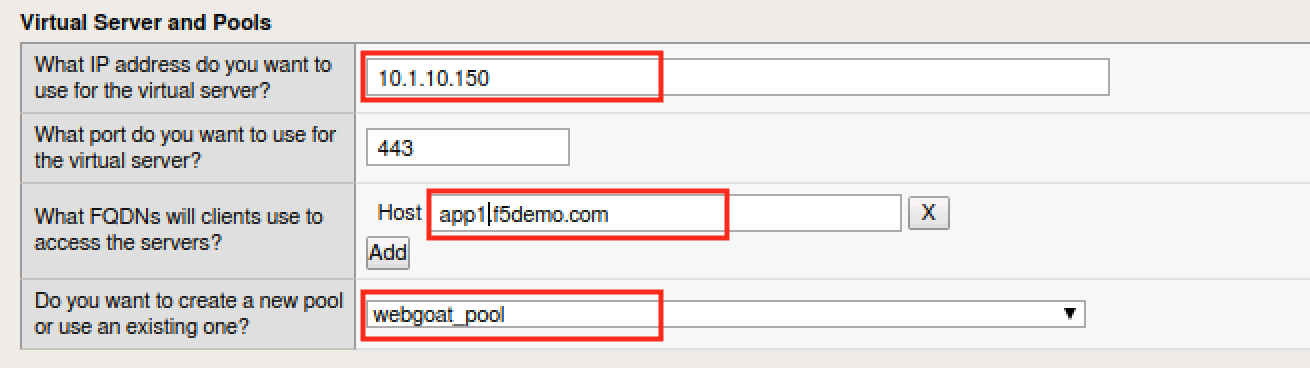 Virtual Server and Pools
What IP address do you want to
use for the virtual server?
10.1.10.150
What port do you want to use for
the virtual server?
443
What FQDNs will clients use to
access the servers?
Host app1.f5demo.com X
Add
Do you want to create a new pool
or use an existing one?
webgoat_pool